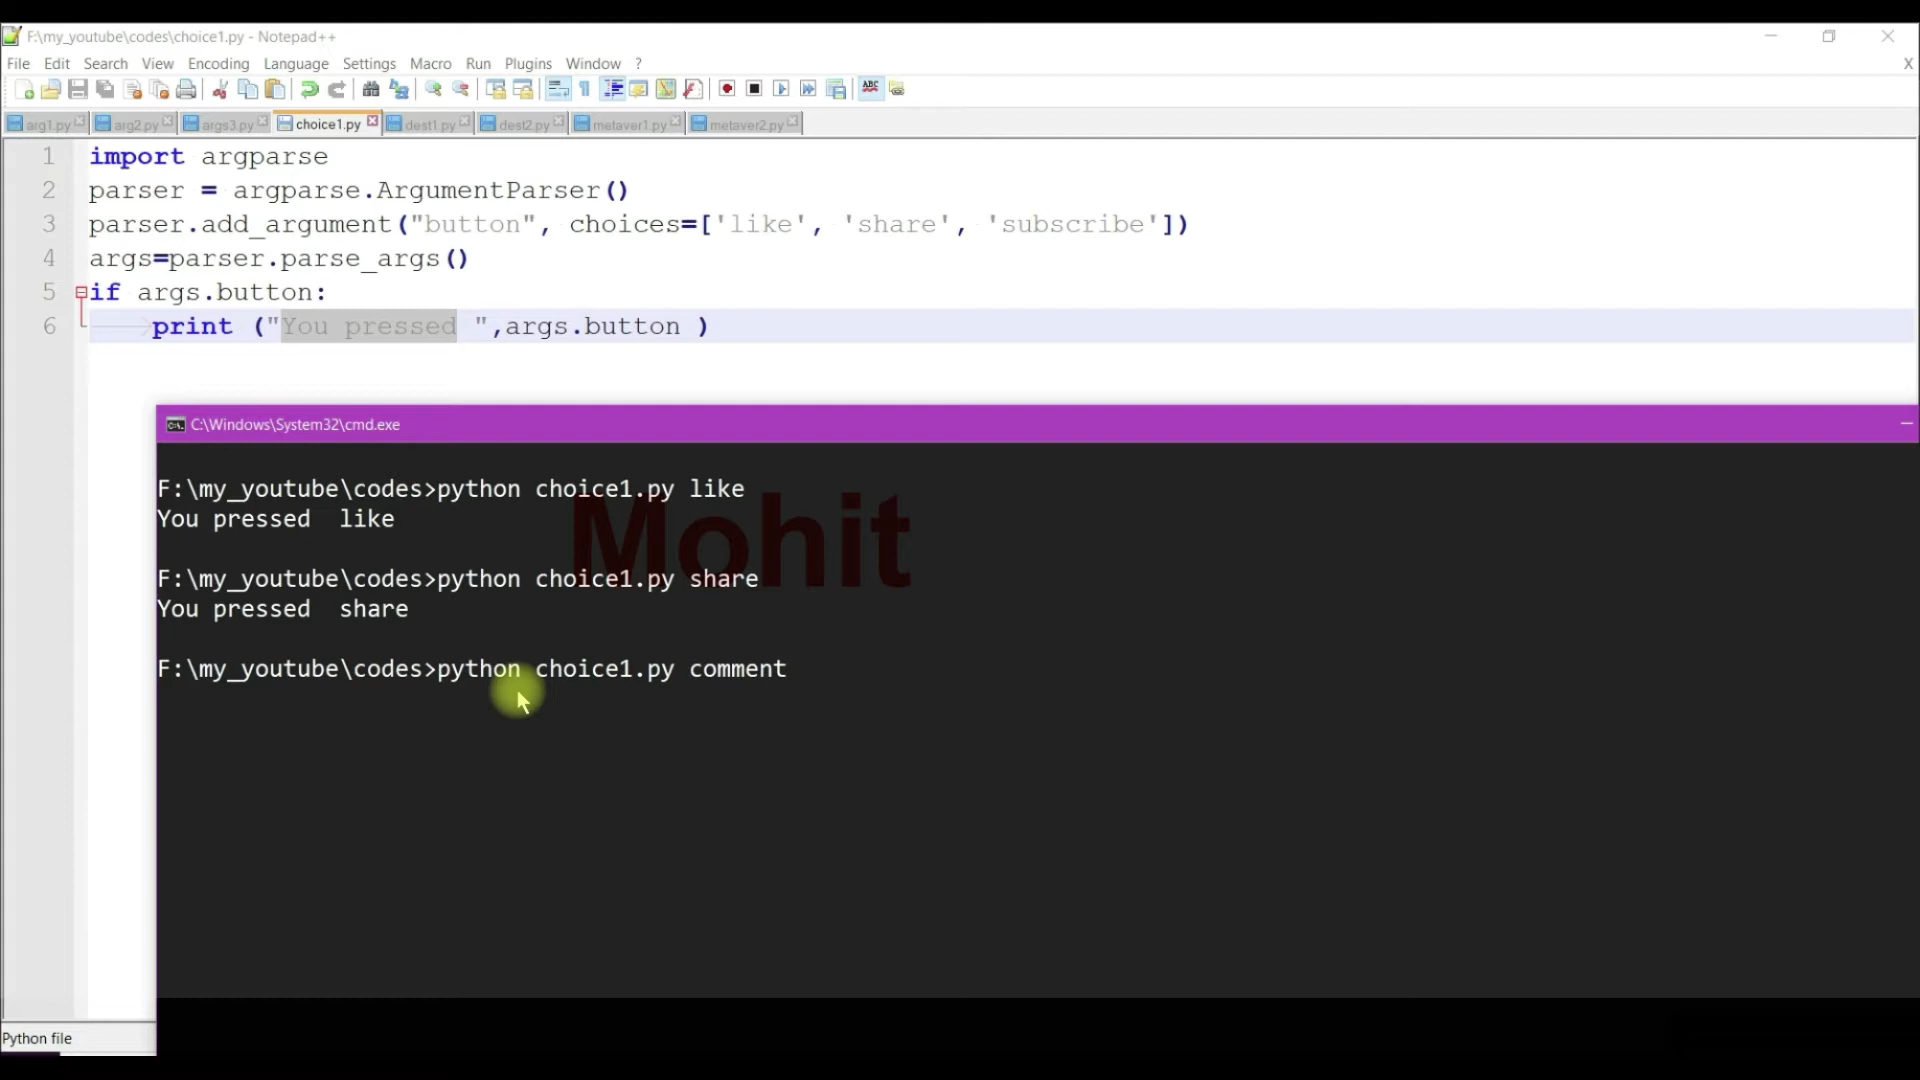 F:\my_youtube\codes\choice1.py - Notepad++
File Edit Search View Encoding Language Settings Macro Run Plugins Window ? X
arg1.py arg2.py args3.py choice1.py dest1.py dest2.py metaver1.py metaver2.py
1 import argparse
2 parser = argparse.ArgumentParser()
3 parser.add_argument("button", choices=['like', 'share', 'subscribe'])
4 args=parser.parse_args()
5 if args.button:
6 print ("You pressed ",args.button )
C:\Windows\System32\cmd.exe
F:\my_youtube\codes>python choice1.py like
You pressed  like
Mohit
F:\my_youtube\codes>python choice1.py share
You pressed  share
F:\my_youtube\codes>python choice1.py comment
Python file